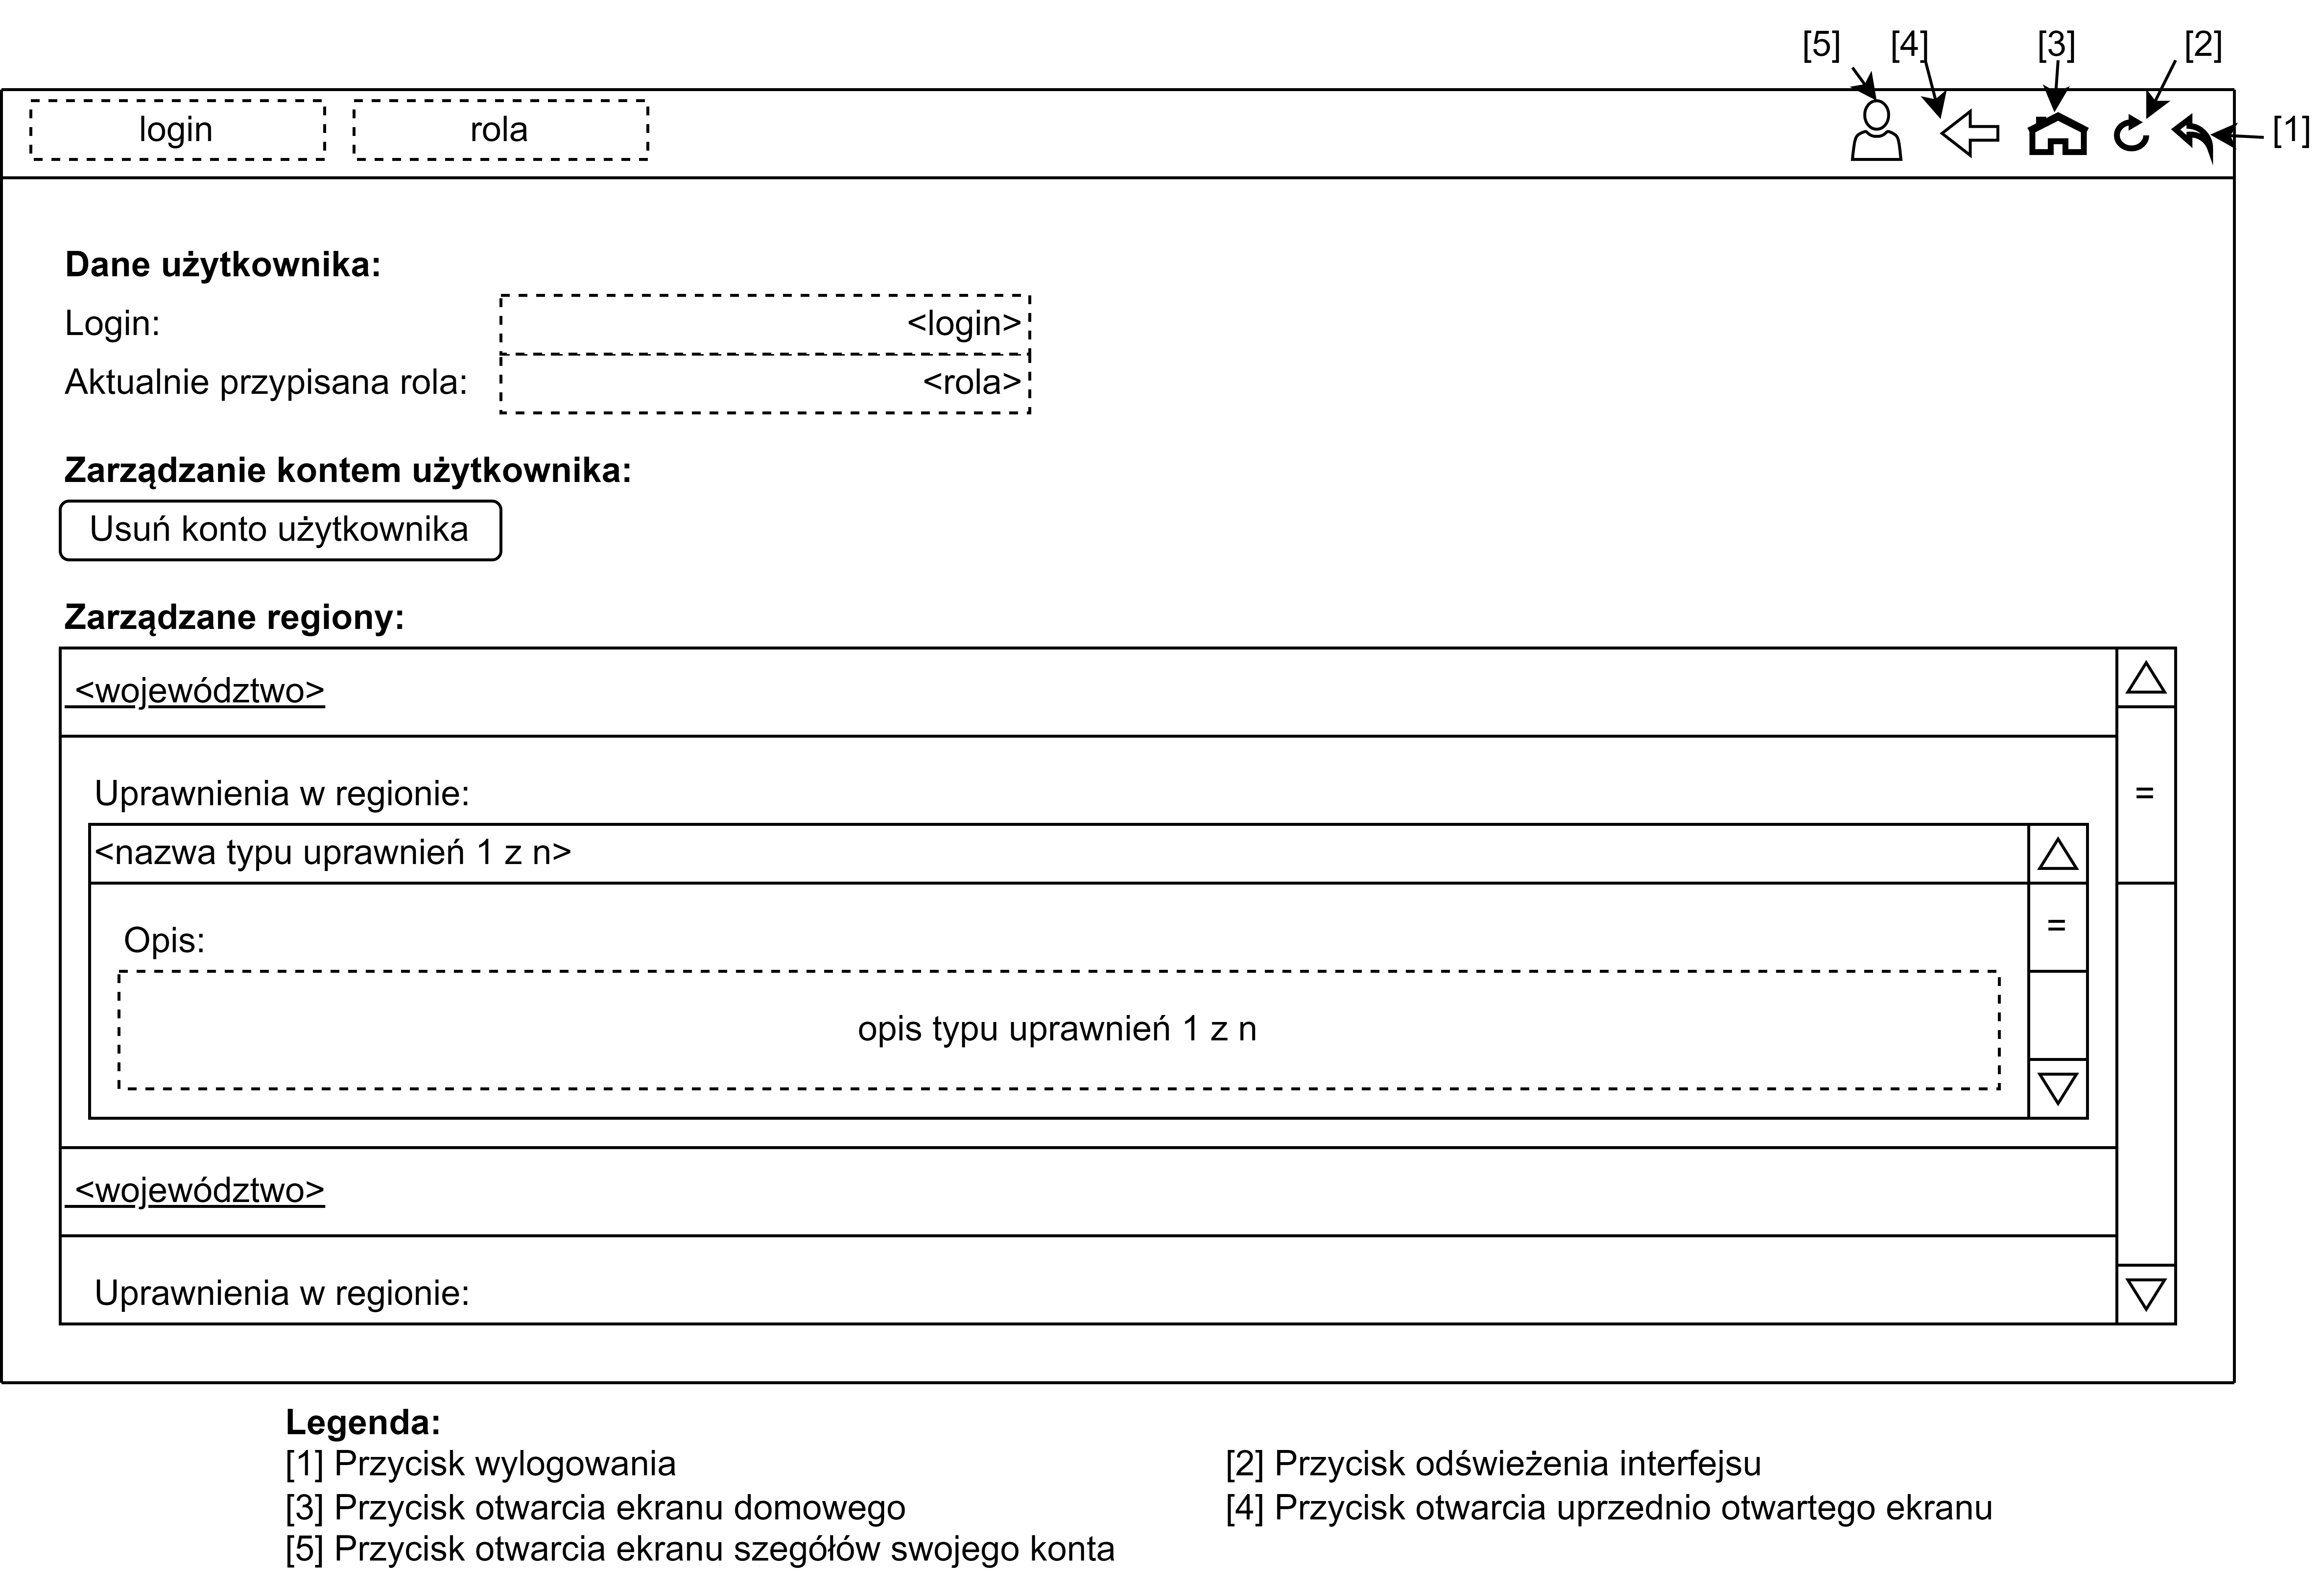 [5] [4] [3] [2]
login rola [1]
Dane użytkownika:
Login: <login>
Aktualnie przypisana rola: <rola>
Zarządzanie kontem użytkownika:
Usuń konto użytkownika
Zarządzane regiony:
<województwo>
Uprawnienia w regionie:
=
<nazwa typu uprawnień 1 z n>
=
Opis:
opis typu uprawnień 1 z n
<województwo>
Uprawnienia w regionie:
Legenda:
[1] Przycisk wylogowania [2] Przycisk odświeżenia interfejsu
[3] Przycisk otwarcia ekranu domowego [4] Przycisk otwarcia uprzednio otwartego ekranu
[5] Przycisk otwarcia ekranu szegółów swojego konta